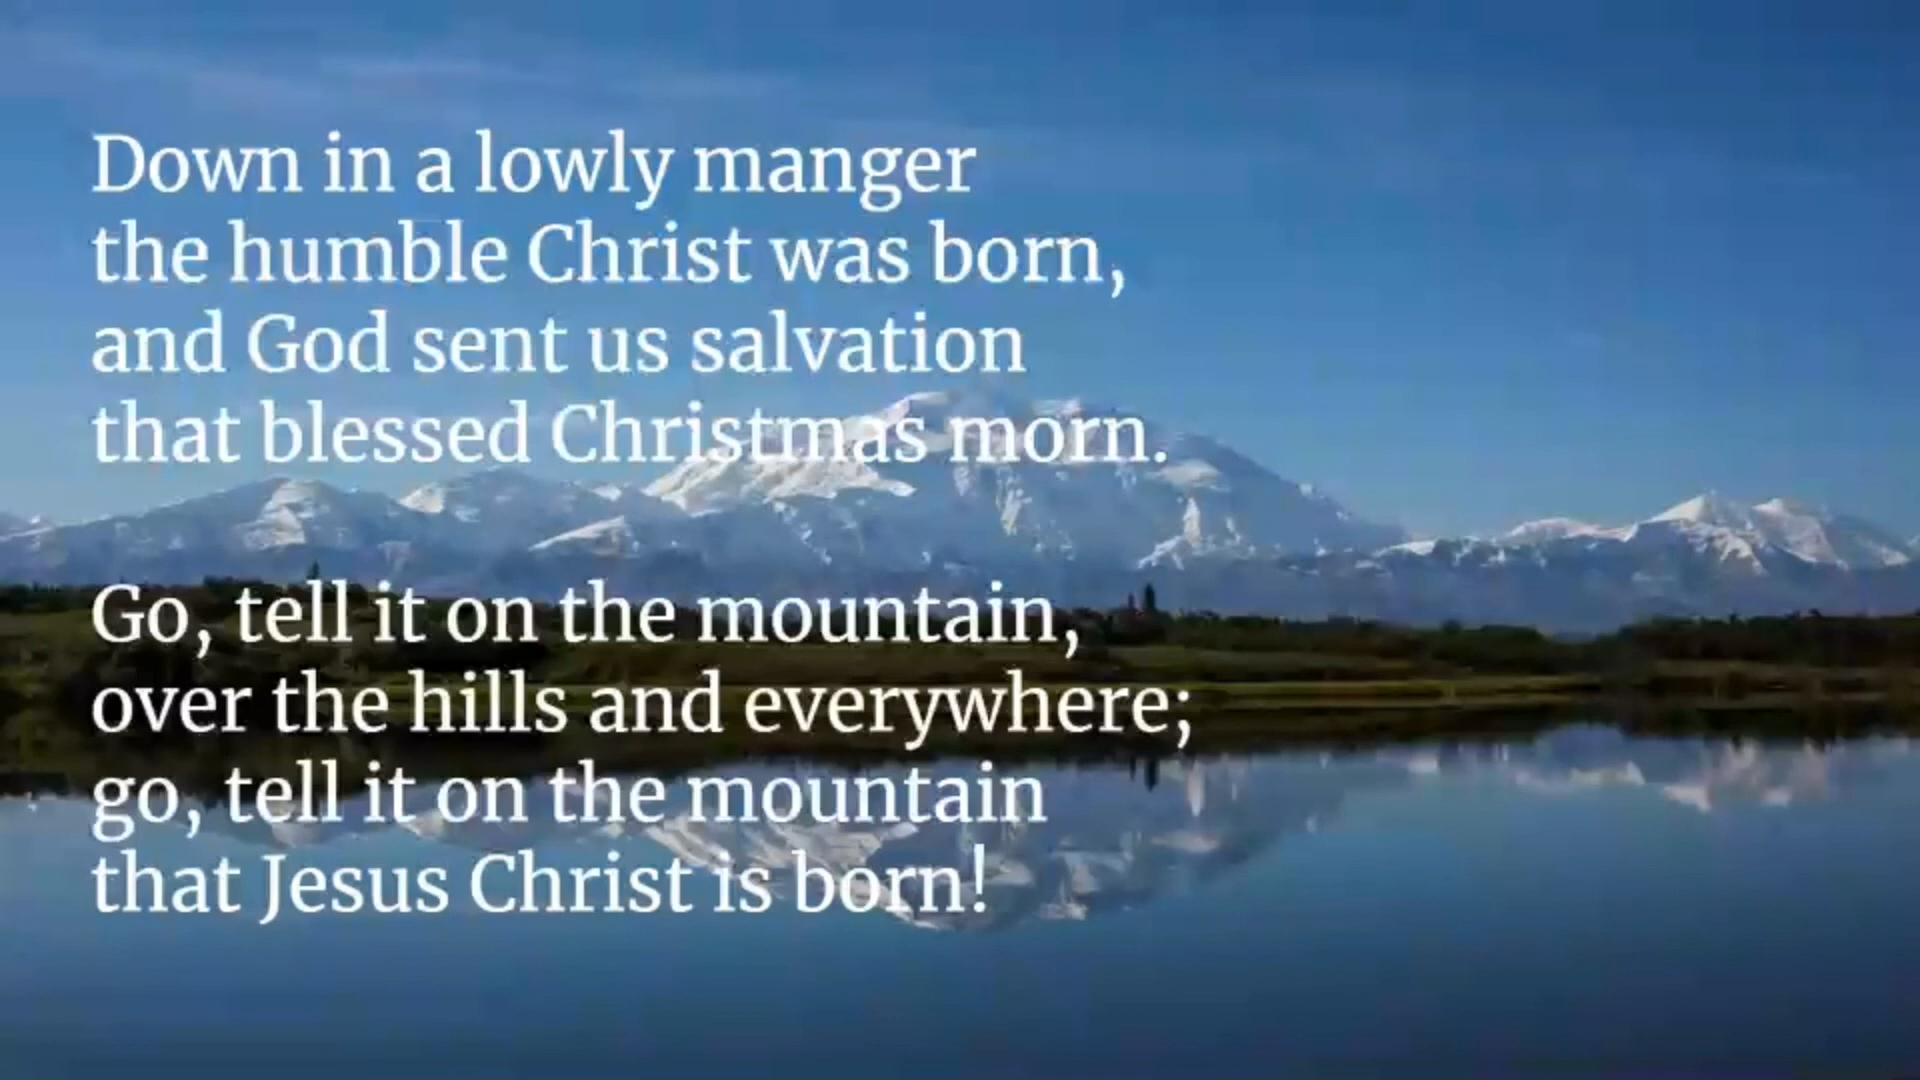 Down in a lowly manger
the humble Christ was born,
and God sent us salvation
that blessed Christmas morn.
Go, tell it on the mountain,
over the hills and everywhere;
go, tell it on the mountain
that Jesus Christ is born!